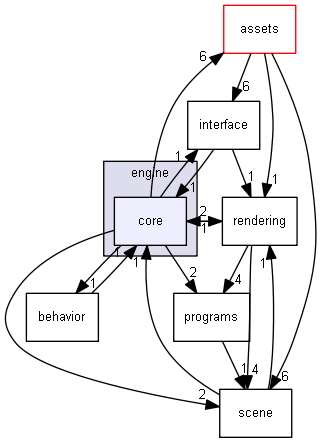 assets
6
6
interface
engine
1
1
1
1
core
2
1
rendering
2
4
1
1
behavior
1
1
programs
1
1
4
2
6
scene